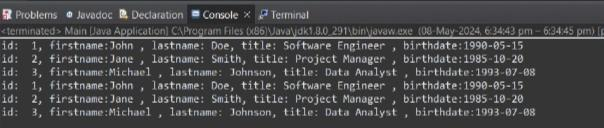 Problems @ Javadoc Declaration Console × Terminal
<terminated> Main [Java Application] C:\Program Files (x86)\Java\jdk1.8.0_291\bin\javaw.exe (08-May-2024, 6:34:43 pm – 6:34:45 pm)
id: 1, firstname:John , lastname: Doe, title: Software Engineer , birthdate:1990-05-15
id: 2, firstname:Jane , lastname: Smith, title: Project Manager , birthdate:1985-10-20
id: 3, firstname:Michael , lastname: Johnson, title: Data Analyst , birthdate:1993-07-08
id: 1, firstname:John , lastname: Doe, title: Software Engineer , birthdate:1990-05-15
id: 2, firstname:Jane , lastname: Smith, title: Project Manager , birthdate:1985-10-20
id: 3, firstname:Michael , lastname: Johnson, title: Data Analyst , birthdate:1993-07-08